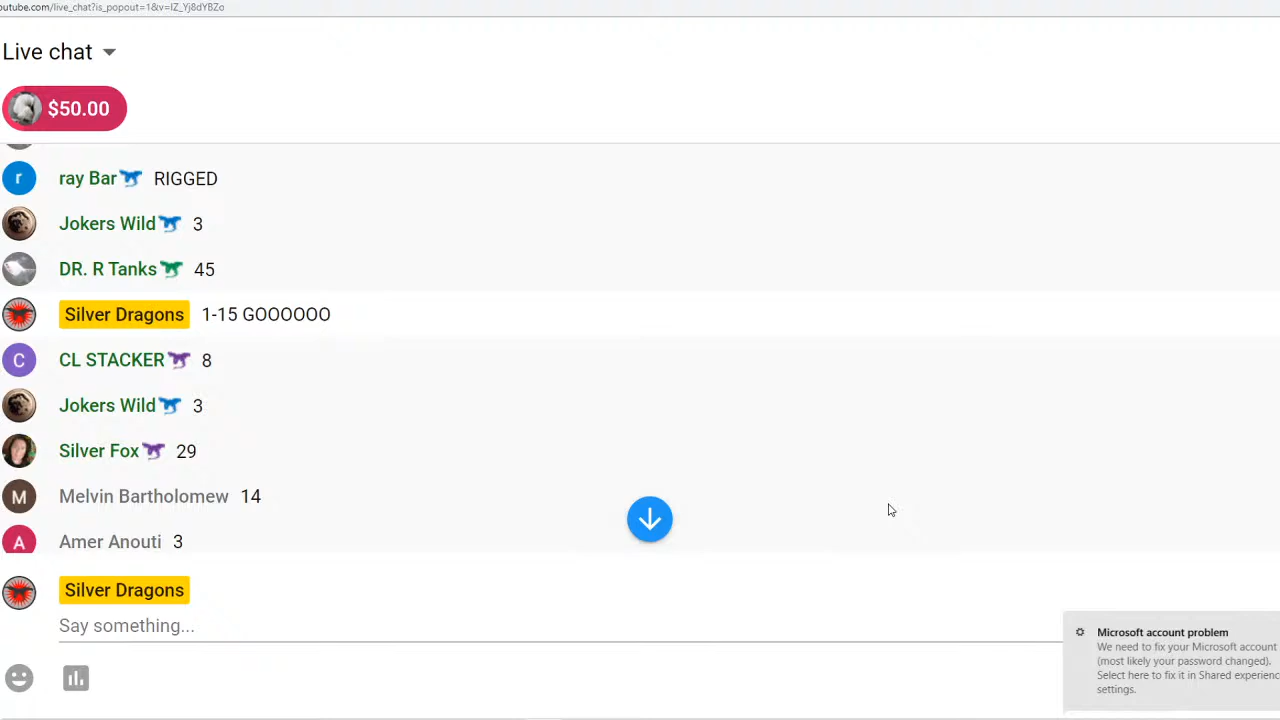 outube.com/live_chat?is_popout=1&v=IZ_Yj8dYBZo
Live chat
$50.00
r
ray Bar RIGGED
Jokers Wild 3
DR. R Tanks 45
Silver Dragons 1-15 GOOOOOO
C
CL STACKER 8
Jokers Wild 3
Silver Fox 29
M
Melvin Bartholomew 14
A
Amer Anouti 3
Silver Dragons
Say something...
Microsoft account problem
We need to fix your Microsoft account
(most likely your password changed).
Select here to fix it in Shared experienc
settings.